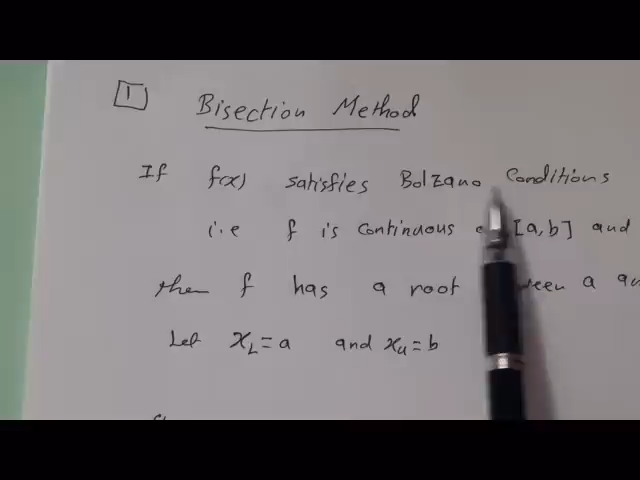 1
Bisection Method
If f(x) satisfies Bolzano Conditions
i.e f is continuous [a,b] and
then f has a root a
Let xL = a and xu = b